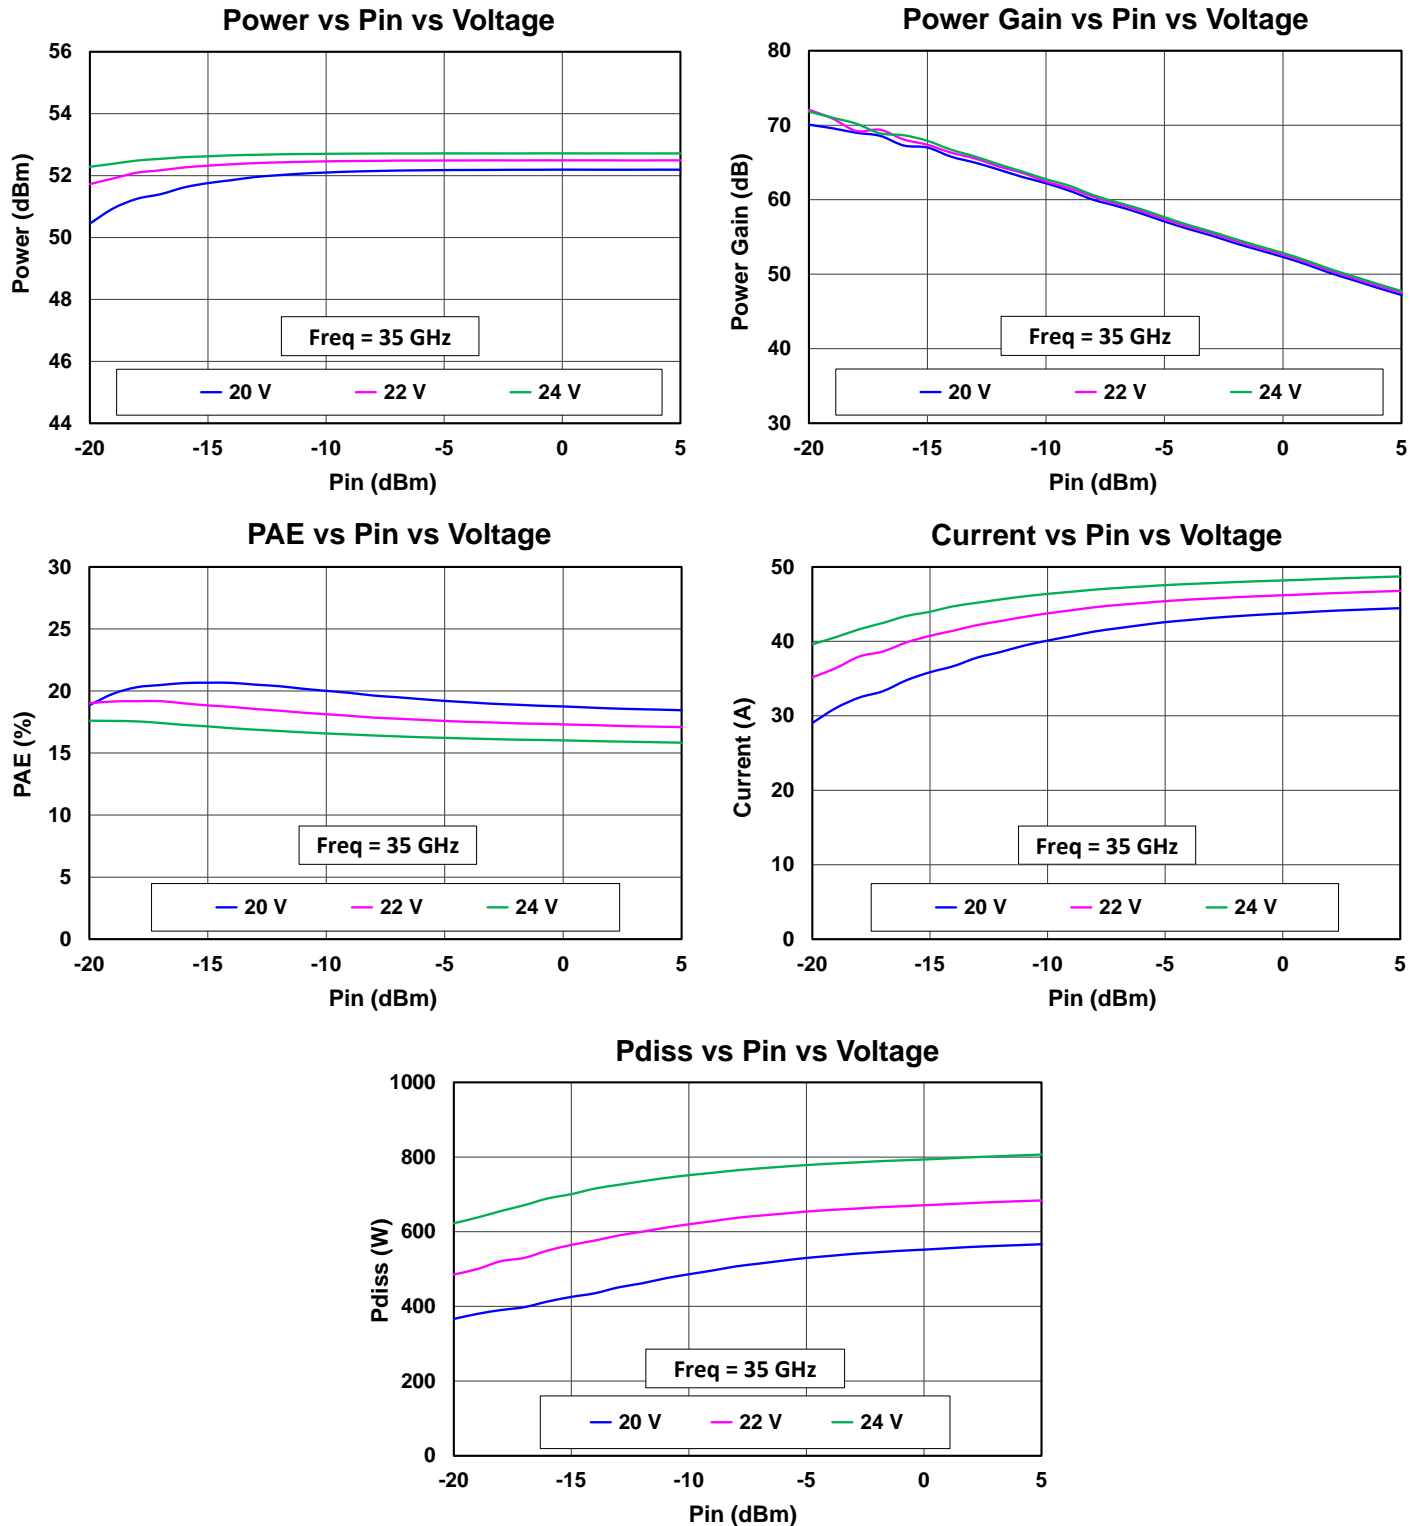 Power vs Pin vs Voltage
56
54
52
50
48
46
44
Power (dBm)
Freq = 35 GHz
20 V 22 V 24 V
-20 -15 -10 -5 0 5
Pin (dBm)
Power Gain vs Pin vs Voltage
80
70
60
50
40
30
Power Gain (dB)
Freq = 35 GHz
20 V 22 V 24 V
-20 -15 -10 -5 0 5
Pin (dBm)
PAE vs Pin vs Voltage
30
25
20
15
10
5
0
PAE (%)
Freq = 35 GHz
20 V 22 V 24 V
-20 -15 -10 -5 0 5
Pin (dBm)
Current vs Pin vs Voltage
50
40
30
20
10
0
Current (A)
Freq = 35 GHz
20 V 22 V 24 V
-20 -15 -10 -5 0 5
Pin (dBm)
Pdiss vs Pin vs Voltage
1000
800
600
400
200
0
Pdiss (W)
Freq = 35 GHz
20 V 22 V 24 V
-20 -15 -10 -5 0 5
Pin (dBm)